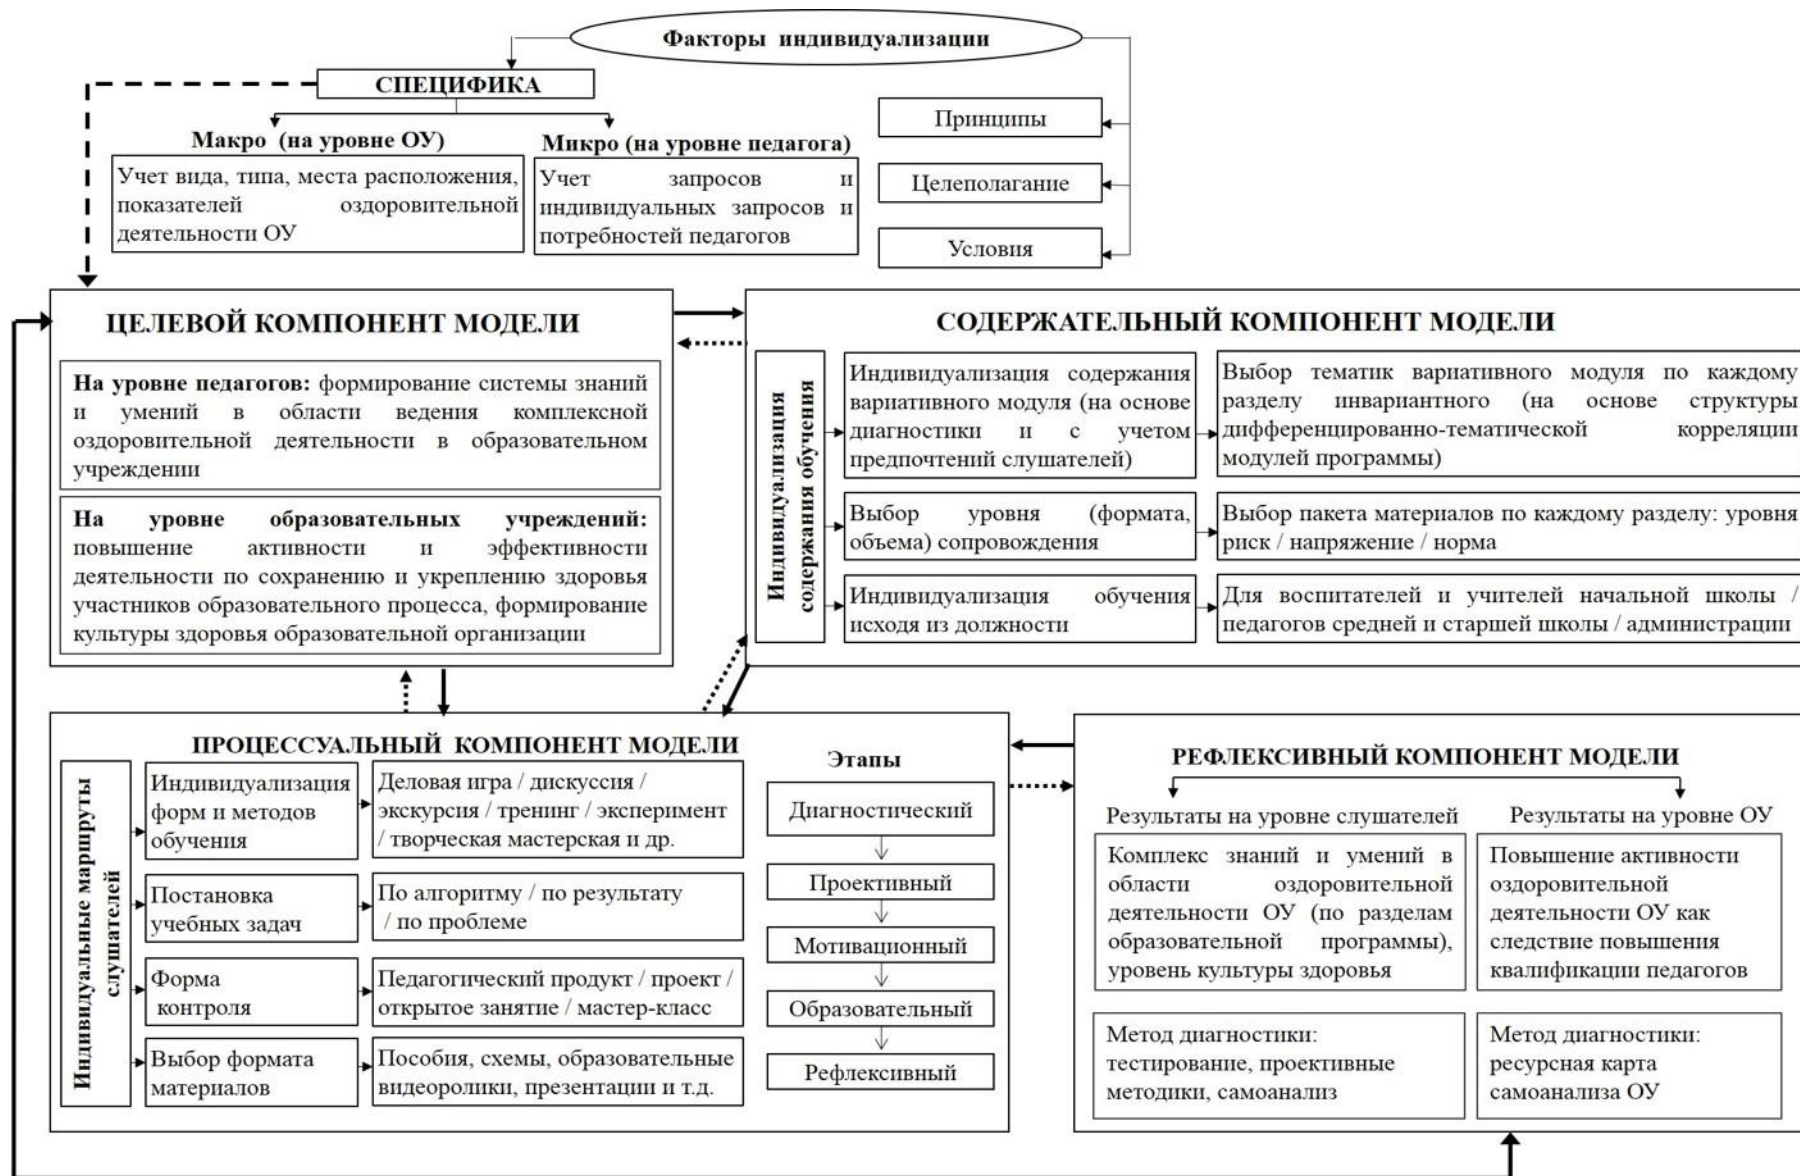 Факторы индивидуализации
СПЕЦИФИКА
Макро (на уровне ОУ)
Учет вида, типа, места расположения,
показателей оздоровительной
деятельности ОУ
Микро (на уровне педагога)
Учет запросов и
индивидуальных запросов и
потребностей педагогов
Принципы
Целеполагание
Условия
ЦЕЛЕВОЙ КОМПОНЕНТ МОДЕЛИ
На уровне педагогов: формирование системы знаний
и умений в области ведения комплексной
оздоровительной деятельности в образовательном
учреждении
На уровне образовательных учреждений:
повышение активности и эффективности
деятельности по сохранению и укреплению здоровья
участников образовательного процесса, формирование
культуры здоровья образовательной организации
СОДЕРЖАТЕЛЬНЫЙ КОМПОНЕНТ МОДЕЛИ
Индивидуализация
содержания обучения
Индивидуализация содержания
вариативного модуля (на основе
диагностики и с учетом
предпочтений слушателей)
Выбор тематик вариативного модуля по каждому
разделу инвариантного (на основе структуры
дифференцированно-тематической корреляции
модулей программы)
Выбор уровня (формата,
объема) сопровождения
Выбор пакета материалов по каждому разделу: уровня
риск / напряжение / норма
Индивидуализация обучения
исходя из должности
Для воспитателей и учителей начальной школы /
педагогов средней и старшей школы / администрации
ПРОЦЕССУАЛЬНЫЙ КОМПОНЕНТ МОДЕЛИ
Индивидуальные маршруты
слушателей
Индивидуализация
форм и методов
обучения
Деловая игра / дискуссия /
экскурсия / тренинг / эксперимент
/ творческая мастерская и др.
Постановка
учебных задач
По алгоритму / по результату
/ по проблеме
Форма
контроля
Педагогический продукт / проект /
открытое занятие / мастер-класс
Выбор формата
материалов
Пособия, схемы, образовательные
видеоролики, презентации и т.д.
Этапы
Диагностический
Проективный
Мотивационный
Образовательный
Рефлексивный
РЕФЛЕКСИВНЫЙ КОМПОНЕНТ МОДЕЛИ
Результаты на уровне слушателей
Комплекс знаний и умений в
области оздоровительной
деятельности ОУ (по разделам
образовательной программы),
уровень культуры здоровья
Метод диагностики:
тестирование, проективные
методики, самоанализ
Результаты на уровне ОУ
Повышение активности
оздоровительной
деятельности ОУ как
следствие повышения
квалификации педагогов
Метод диагностики:
ресурсная карта
самоанализа ОУ